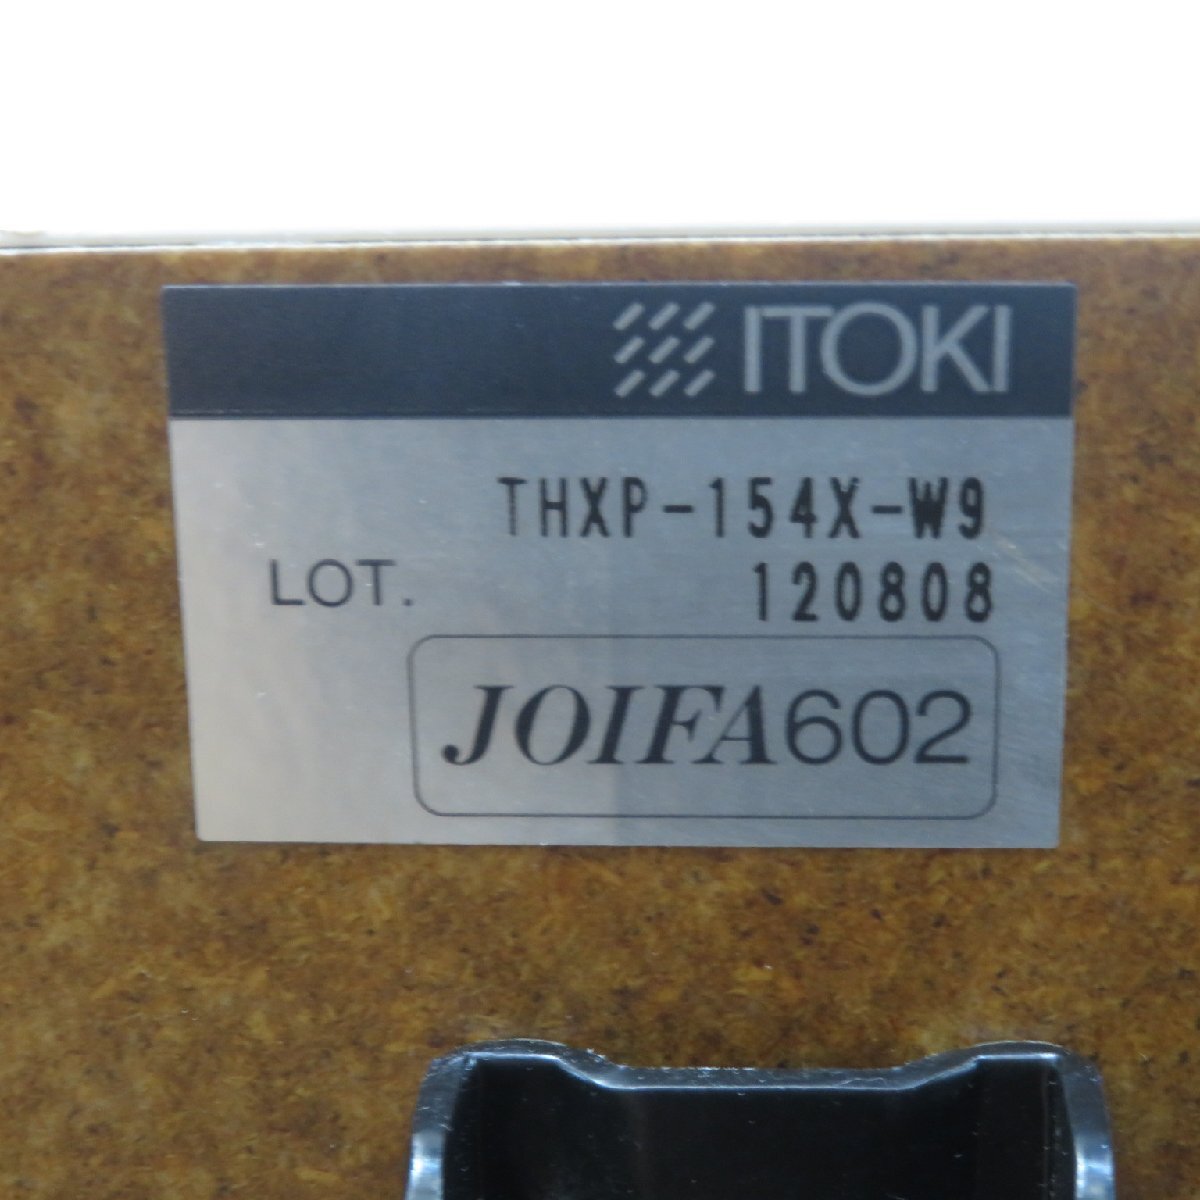 ITOKI
THXP-154X-W9
LOT. 120808
JOIFA602